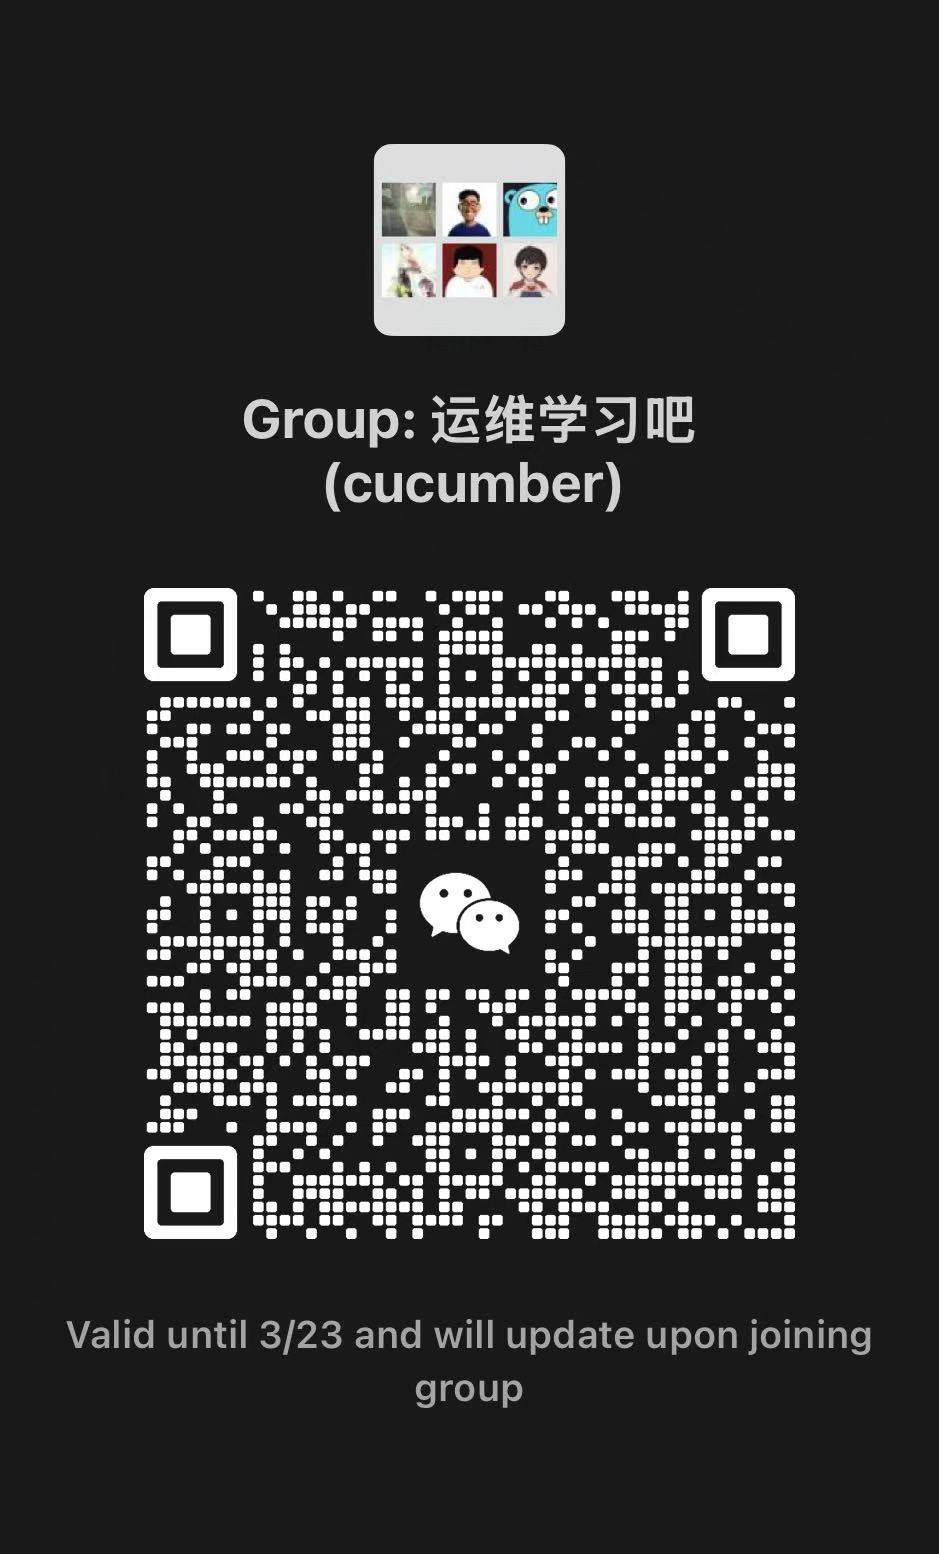 Group: 运维学习吧
(cucumber)
Valid until 3/23 and will update upon joining
group